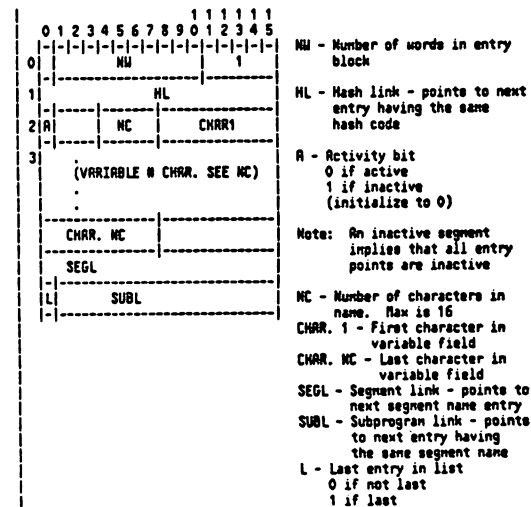 1 1 1 1 1 1
0 1 2 3 4 5 6 7 8 9 0 1 2 3 4 5
0 NW 1
1 HL
2 A NC CHAR1
3
(VARIABLE # CHAR. SEE NC)
CHAR. NC
SEGL
L SUBL
NW - Number of words in entry
block
HL - Hash link - points to next
entry having the same
hash code
A - Activity bit
0 if active
1 if inactive
(initialize to 0)
Note: An inactive segment
implies that all entry
points are inactive
NC - Number of characters in
name. Max is 16
CHAR. 1 - First character in
variable field
CHAR. NC - Last character in
variable field
SEGL - Segment link - points to
next segment name entry
SUBL - Subprogram link - points
to next entry having
the same segment name
L - Last entry in list
0 if not last
1 if last